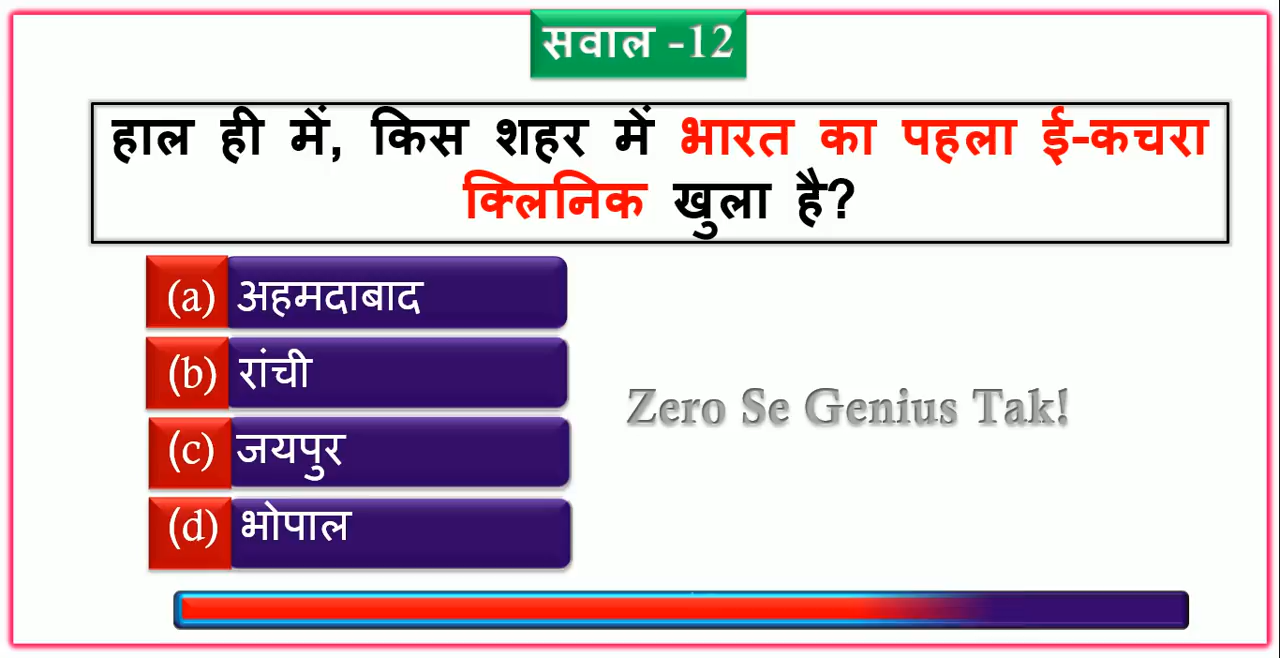 सवाल -12
हाल ही में, किस शहर में भारत का पहला ई-कचरा
क्लिनिक खुला है?
(a) अहमदाबाद
(b) रांची
(c) जयपुर
(d) भोपाल
Zero Se Genius Tak!